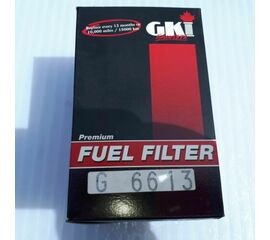 Replace every 12 months or
10,000 miles / 15000 km
GKI
Premium
FUEL FILTER
G 6613